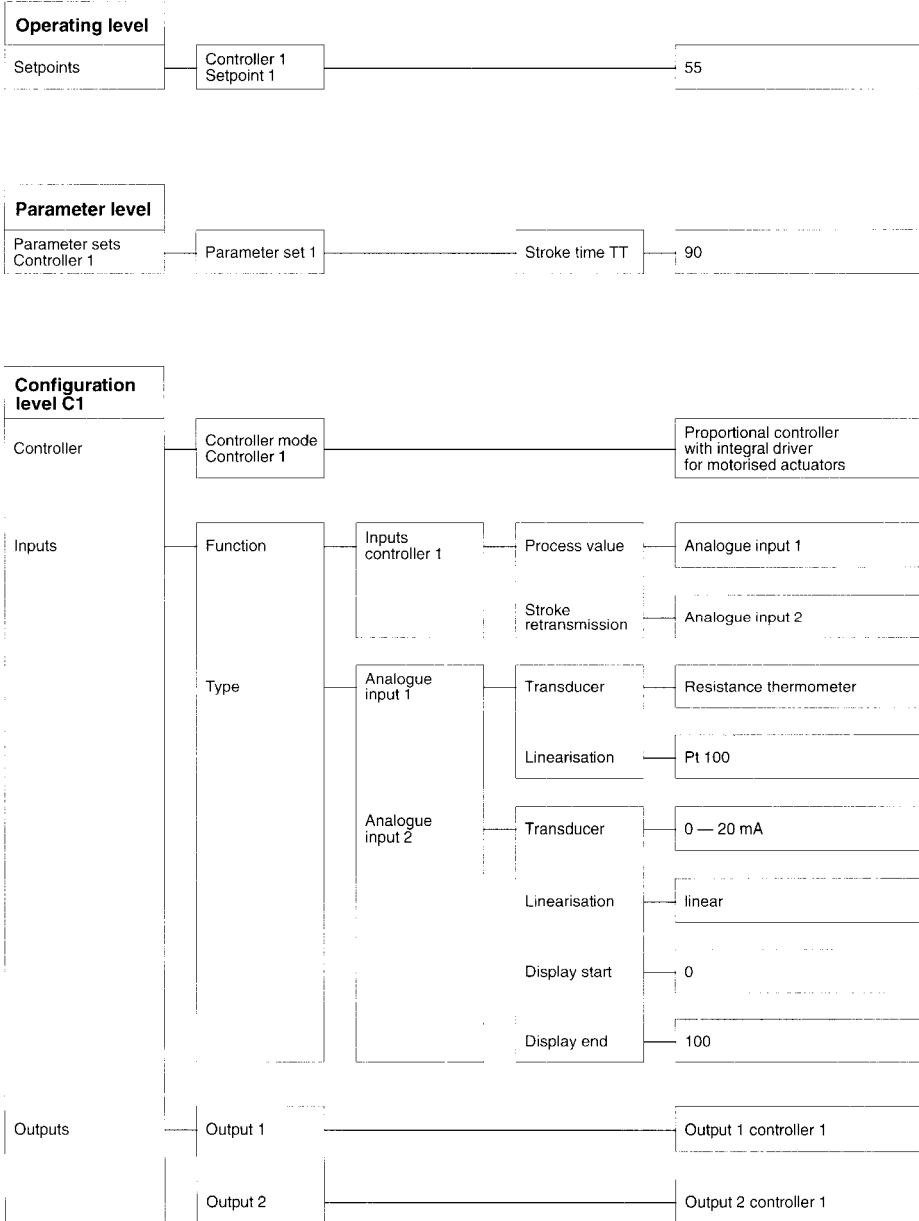 Operating level
Setpoints
Controller 1
Setpoint 1
55
Parameter level
Parameter sets
Controller 1
Parameter set 1
Stroke time TT
90
Configuration
level C1
Controller
Controller mode
Controller 1
Proportional controller
with integral driver
for motorised actuators
Inputs
Function
Inputs
controller 1
Process value
Analogue input 1
Stroke
retransmission
Analogue input 2
Type
Analogue
input 1
Transducer
Resistance thermometer
Linearisation
Pt 100
Analogue
input 2
Transducer
0 — 20 mA
Linearisation
linear
Display start
0
Display end
100
Outputs
Output 1
Output 1 controller 1
Output 2
Output 2 controller 1